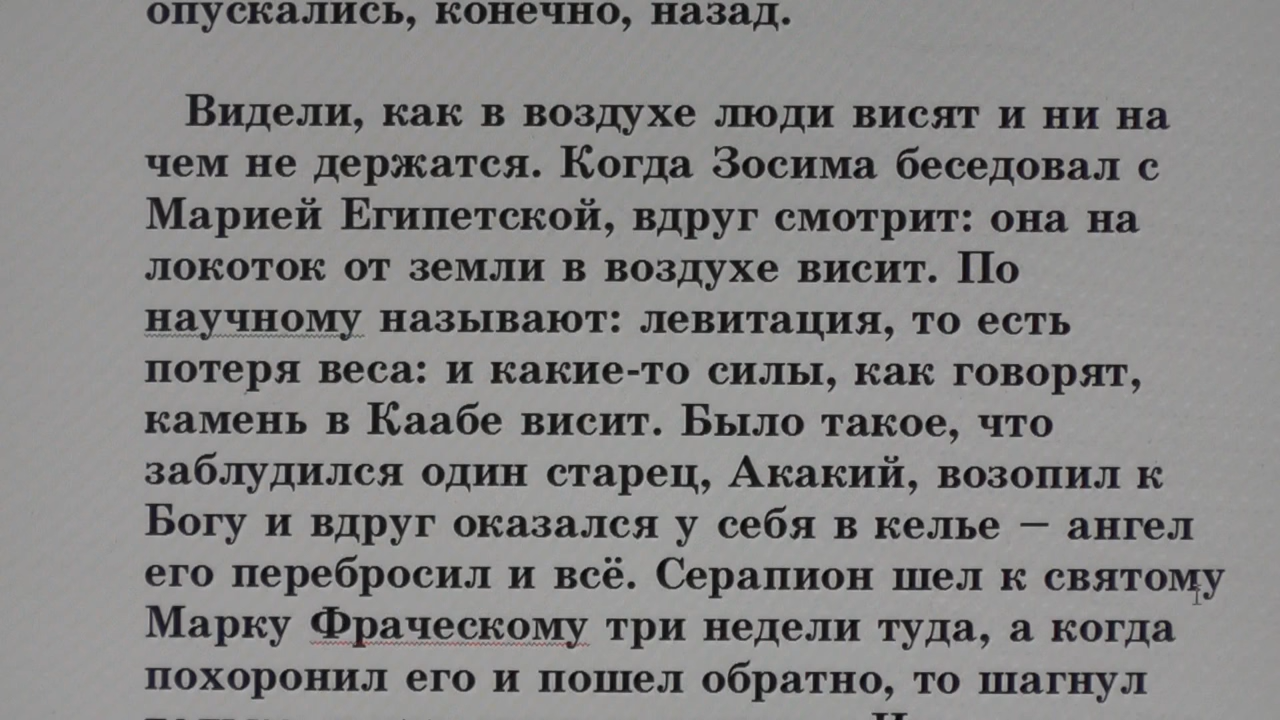 опускались, конечно, назад.
Видели, как в воздухе люди висят и ни на
чем не держатся. Когда Зосима беседовал с
Марией Египетской, вдруг смотрит: она на
локоток от земли в воздухе висит. По
научному называют: левитация, то есть
потеря веса: и какие-то силы, как говорят,
камень в Каабе висит. Было такое, что
заблудился один старец, Акакий, возопил к
Богу и вдруг оказался у себя в келье – ангел
его перебросил и всё. Серапион шел к святому
Марку Фраческому три недели туда, а когда
похоронил его и пошел обратно, то шагнул